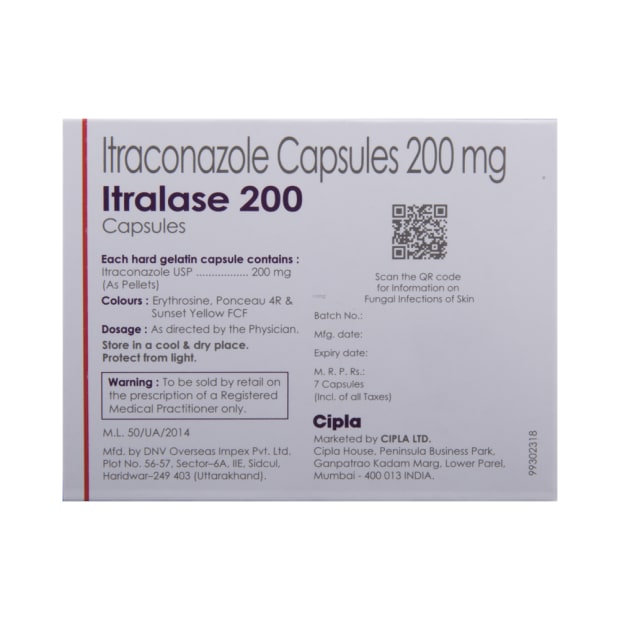 Itraconazole Capsules 200 mg
Itralase 200
Capsules
Each hard gelatin capsule contains :
Itraconazole USP ................. 200 mg
(As Pellets)
Colours : Erythrosine, Ponceau 4R &
Sunset Yellow FCF
Dosage : As directed by the Physician.
Store in a cool & dry place.
Protect from light.
Warning : To be sold by retail on
the prescription of a Registered
Medical Practitioner only.
M.L. 50/UA/2014
Mfd. by DNV Overseas Impex Pvt. Ltd.
Plot No. 56-57, Sector-6A, IIE, Sidcul,
Haridwar-249 403 (Uttarakhand).
Scan the QR code
for Information on
Fungal Infections of Skin
Batch No.:
Mfg. date:
Expiry date:
M. R. P. Rs.:
7 Capsules
(Incl. of all Taxes)
Cipla
Marketed by CIPLA LTD.
Cipla House, Peninsula Business Park,
Ganpatrao Kadam Marg, Lower Parel,
Mumbai - 400 013 INDIA.
99302318